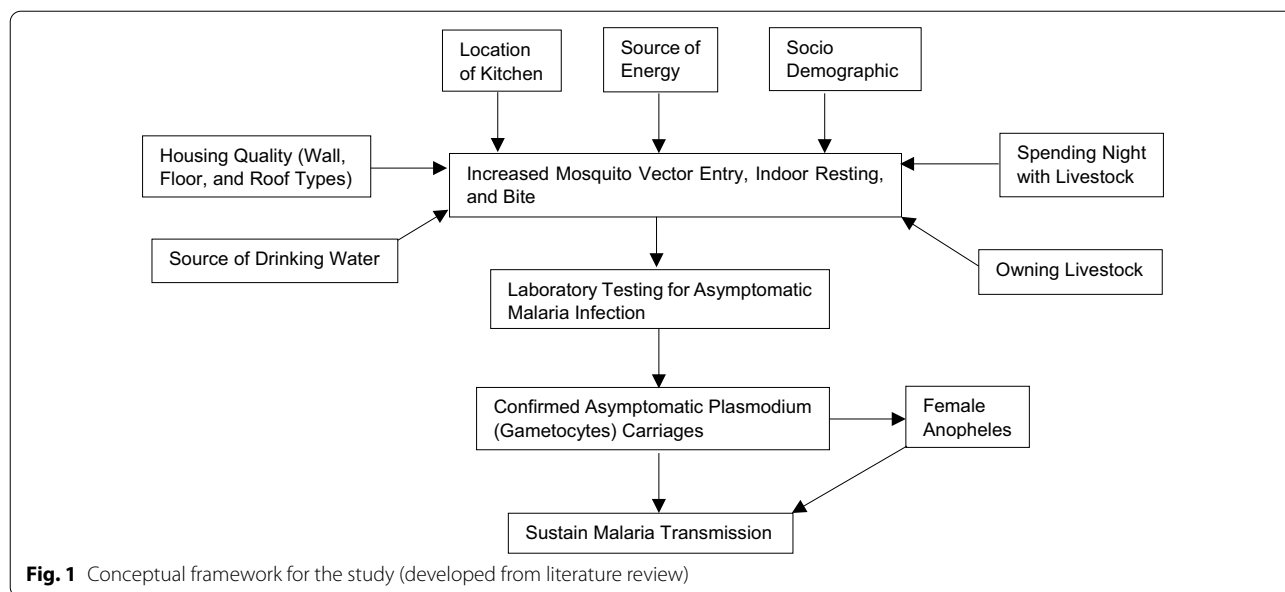 Location
of Kitchen
Source of
Energy
Socio
Demographic
Housing Quality (Wall,
Floor, and Roof Types)
Increased Mosquito Vector Entry, Indoor Resting,
and Bite
Spending Night
with Livestock
Source of Drinking Water
Owning Livestock
Laboratory Testing for Asymptomatic
Malaria Infection
Confirmed Asymptomatic Plasmodium
(Gametocytes) Carriages
Female
Anopheles
Sustain Malaria Transmission
Fig. 1 Conceptual framework for the study (developed from literature review)